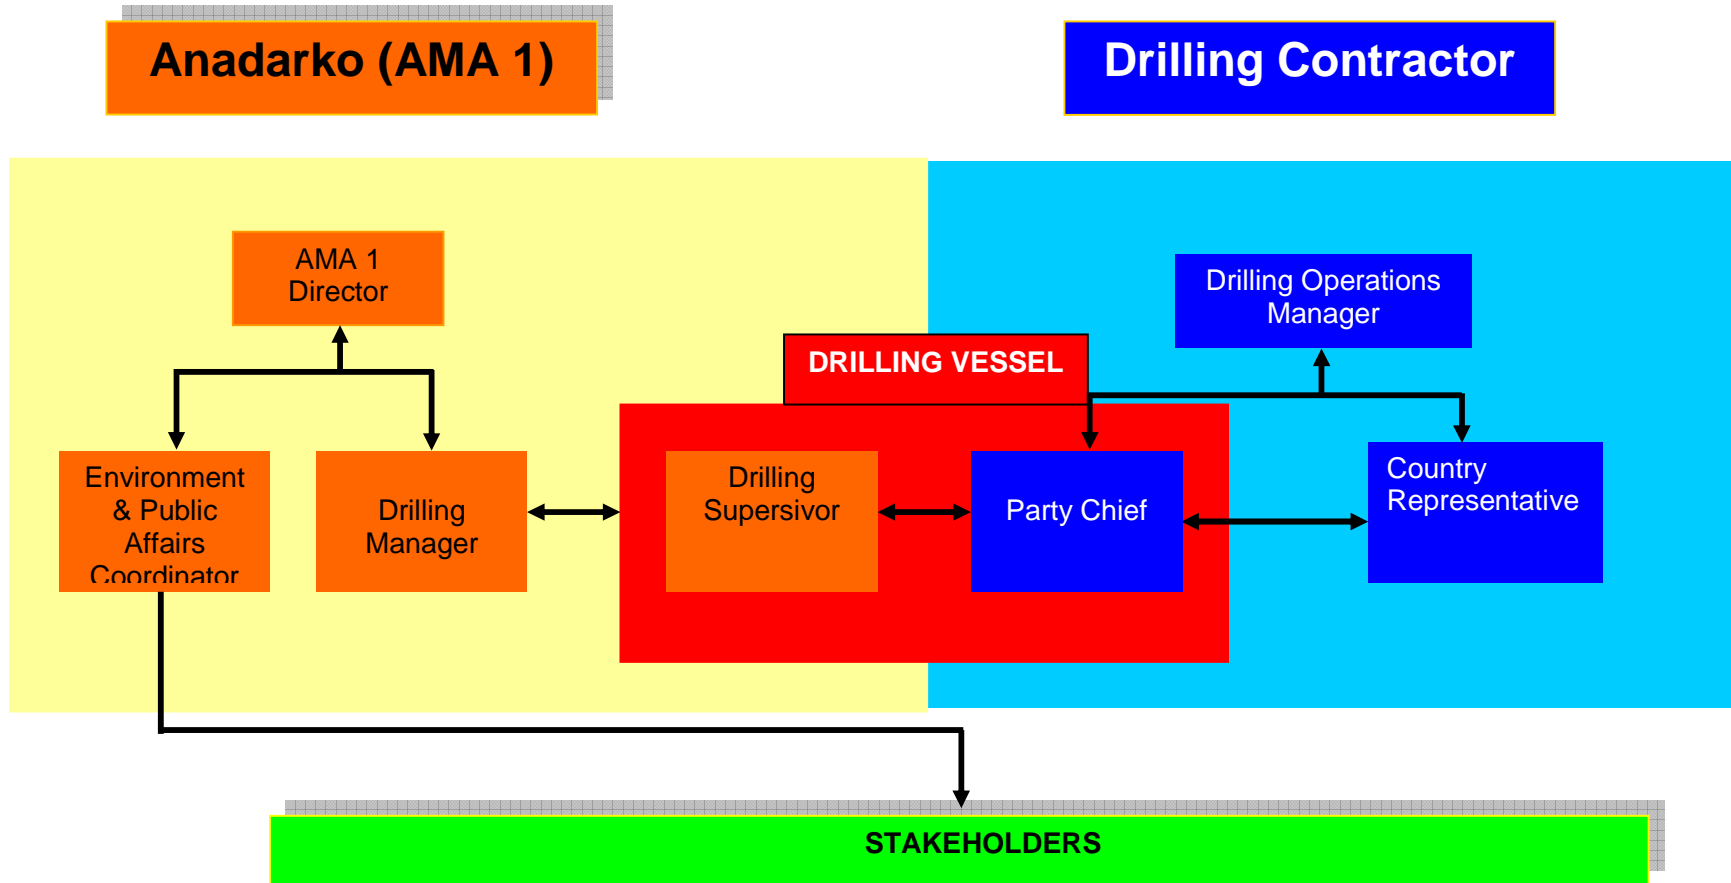 Anadarko (AMA 1)
Drilling Contractor
AMA 1
Director
Drilling Operations
Manager
DRILLING VESSEL
Environment
& Public
Affairs
Coordinator
Drilling
Manager
Drilling
Supersivor
Party Chief
Country
Representative
STAKEHOLDERS